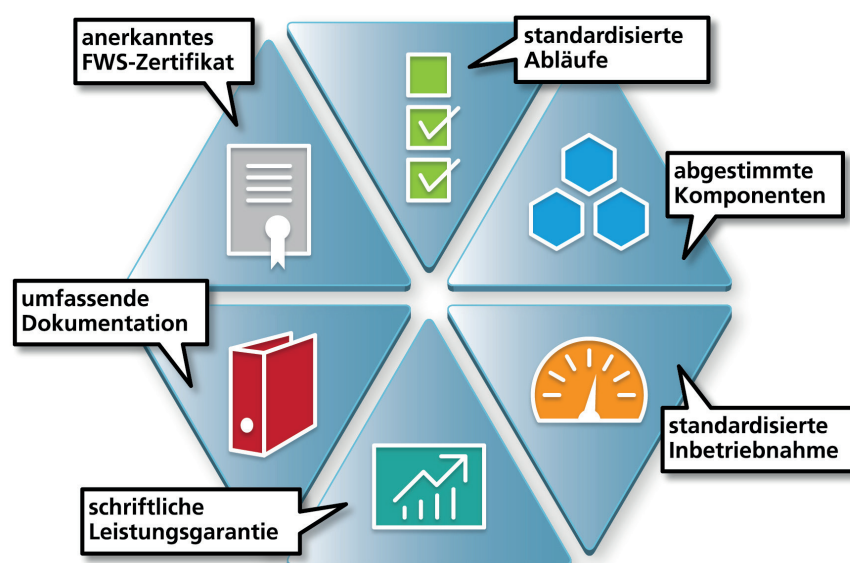 anerkanntes
FWS-Zertifikat
standardisierte
Abläufe
abgestimmte
Komponenten
umfassende
Dokumentation
standardisierte
Inbetriebnahme
schriftliche
Leistungsgarantie